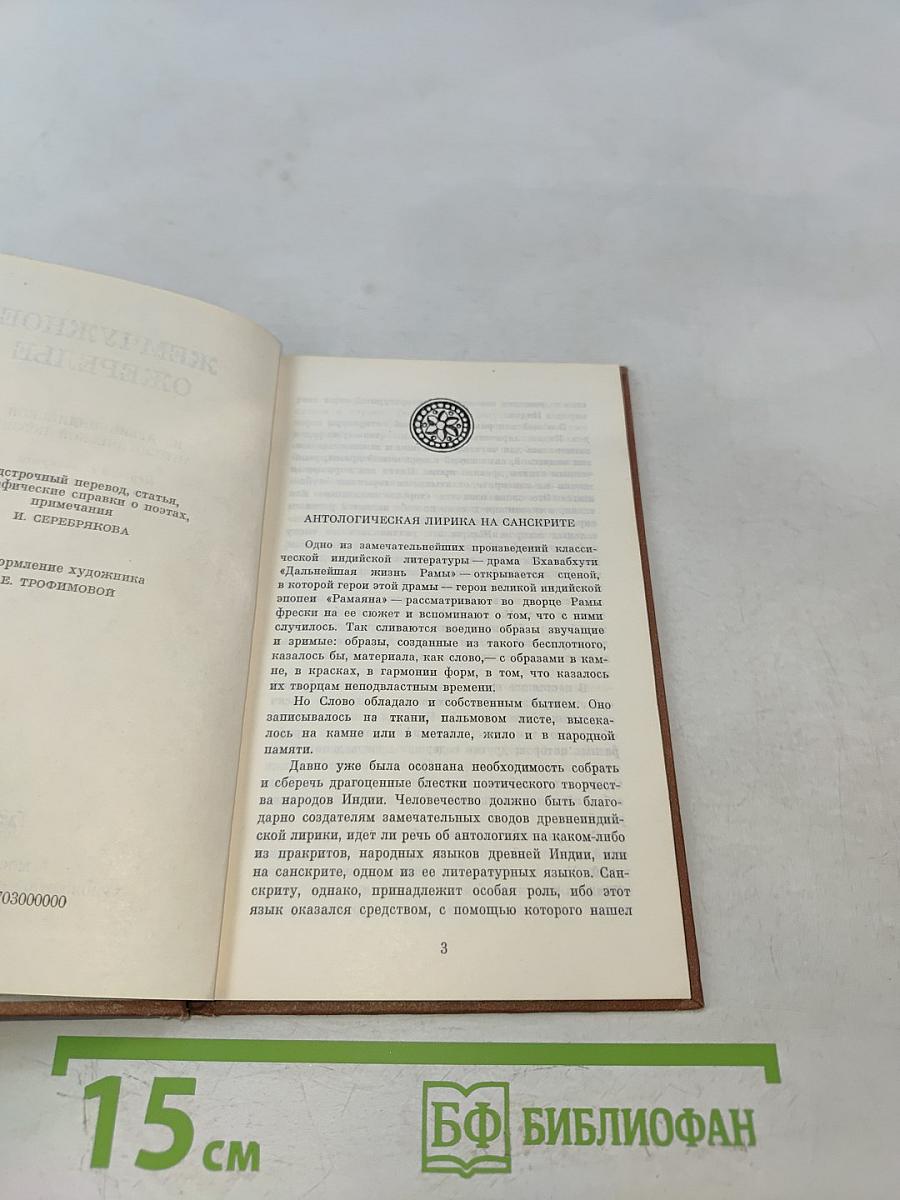 ЖЕМЧУЖНОЕ
ОЖЕРЕЛЬЕ
дстрочный перевод, статья,
фические справки о поэтах,
примечания
И. СЕРЕБРЯКОВА
ормление художника
Е. ТРОФИМОВОЙ
703000000
АНТОЛОГИЧЕСКАЯ ЛИРИКА НА САНСКРИТЕ
Одно из замечательнейших произведений класси-
ческой индийской литературы — драма Бхавабхути
«Дальнейшая жизнь Рамы» — открывается сценой,
в которой герои этой драмы — герои великой индийской
эпопеи «Рамаяна» — рассматривают во дворце Рамы
фрески на ее сюжет и вспоминают о том, что с ними
случилось. Так сливаются воедино образы звучащие
и зримые: образы, созданные из такого бесплотного,
казалось бы, материала, как слово,— с образами в кам-
не, в красках, в гармонии форм, в том, что казалось
их творцам неподвластным времени.
Но Слово обладало и собственным бытием. Оно
записывалось на ткани, пальмовом листе, высека-
лось на камне или в металле, жило и в народной
памяти.
Давно уже была осознана необходимость собрать
и сберечь драгоценные блестки поэтического творчест-
ва народов Индии. Человечество должно быть благо-
дарно создателям замечательных сводов древнеиндий-
ской лирики, идет ли речь об антологиях на каком-либо
из пракритов, народных языков древней Индии, или
на санскрите, одном из ее литературных языков. Сан-
скриту, однако, принадлежит особая роль, ибо этот
язык оказался средством, с помощью которого нашел
3
15 см
БФ БИБЛИОФАН